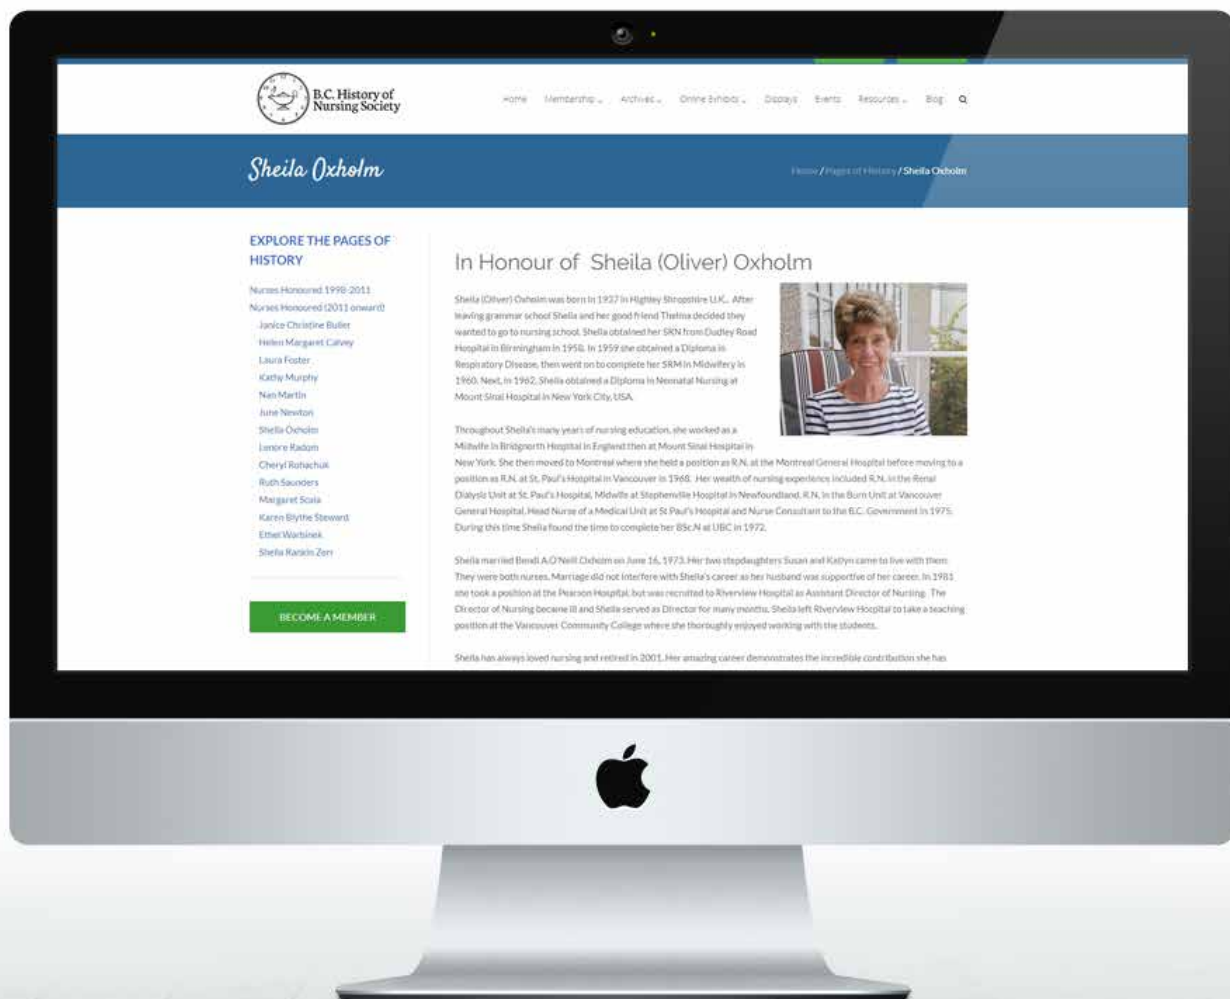 B.C. History of
Nursing Society
Home Membership Archives Online Exhibits Displays Events Resources Blog
Sheila Oxholm
Home / Pages of History / Sheila Oxholm
EXPLORE THE PAGES OF
HISTORY
Nurses Honoured 1998-2011
Nurses Honoured (2011 onward)
Janice Christine Buller
Helen Margaret Calvey
Laura Foster
Kathy Murphy
Nan Martin
June Newton
Sheila Oxholm
Lenore Radom
Cheryl Rohachuk
Ruth Saunders
Margaret Scaia
Karen Blythe Steward
Ethel Warbinek
Sheila Rankin Zerr
BECOME A MEMBER
In Honour of Sheila (Oliver) Oxholm
Sheila (Oliver) Oxholm was born in 1937 in Highley Shropshire U.K.. After
leaving grammar school Sheila and her good friend Thelma decided they
wanted to go to nursing school. Sheila obtained her SRN from Dudley Road
Hospital in Birmingham in 1958. In 1959 she obtained a Diploma in
Respiratory Disease, then went on to complete her SRM in Midwifery in
1960. Next, in 1962, Sheila obtained a Diploma in Neonatal Nursing at
Mount Sinai Hospital in New York City, USA.
Throughout Sheila's many years of nursing education, she worked as a
Midwife in Bridgnorth Hospital in England then at Mount Sinai Hospital in
New York. She then moved to Montreal where she held a position as R.N. at the Montreal General Hospital before moving to a
position as R.N. at St. Paul's Hospital in Vancouver in 1968. Her wealth of nursing experience included R.N. in the Renal
Dialysis Unit at St. Paul's Hospital, Midwife at Stephenville Hospital in Newfoundland, R.N. in the Burn Unit at Vancouver
General Hospital, Head Nurse of a Medical Unit at St Paul's Hospital and Nurse Consultant to the B.C. Government in 1975.
During this time Sheila found the time to complete her BSc.N at UBC in 1972.
Sheila married Bendi A.O'Neill Oxholm on June 16, 1973. Her two stepdaughters Susan and Katlyn came to live with them.
They were both nurses. Marriage did not interfere with Sheila's career as her husband was supportive of her career. In 1981
she took a position at the Pearson Hospital, but was recruited to Riverview Hospital as Assistant Director of Nursing. The
Director of Nursing became ill and Sheila served as Director for many months. Sheila left Riverview Hospital to take a teaching
position at the Vancouver Community College where she thoroughly enjoyed working with the students.
Sheila has always loved nursing and retired in 2001. Her amazing career demonstrates the incredible contribution she has